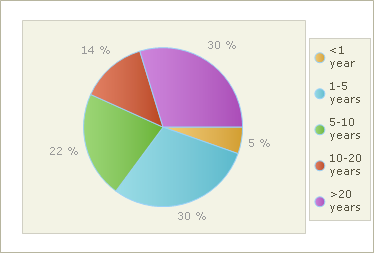 14 %
30 %
22 %
5 %
30 %
<1
year
1-5
years
5-10
years
10-20
years
>20
years